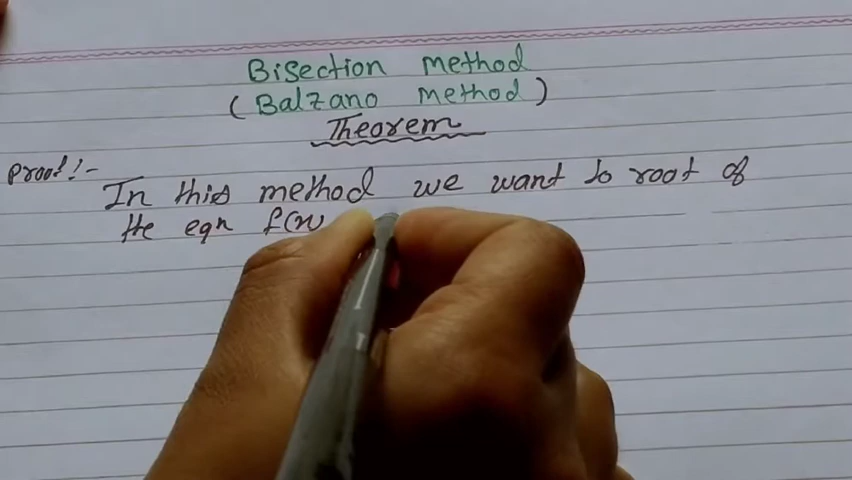 Bisection Method
(Balzano Method)
Theorem
Proof:- In this method we want to root of
the eqn f(x